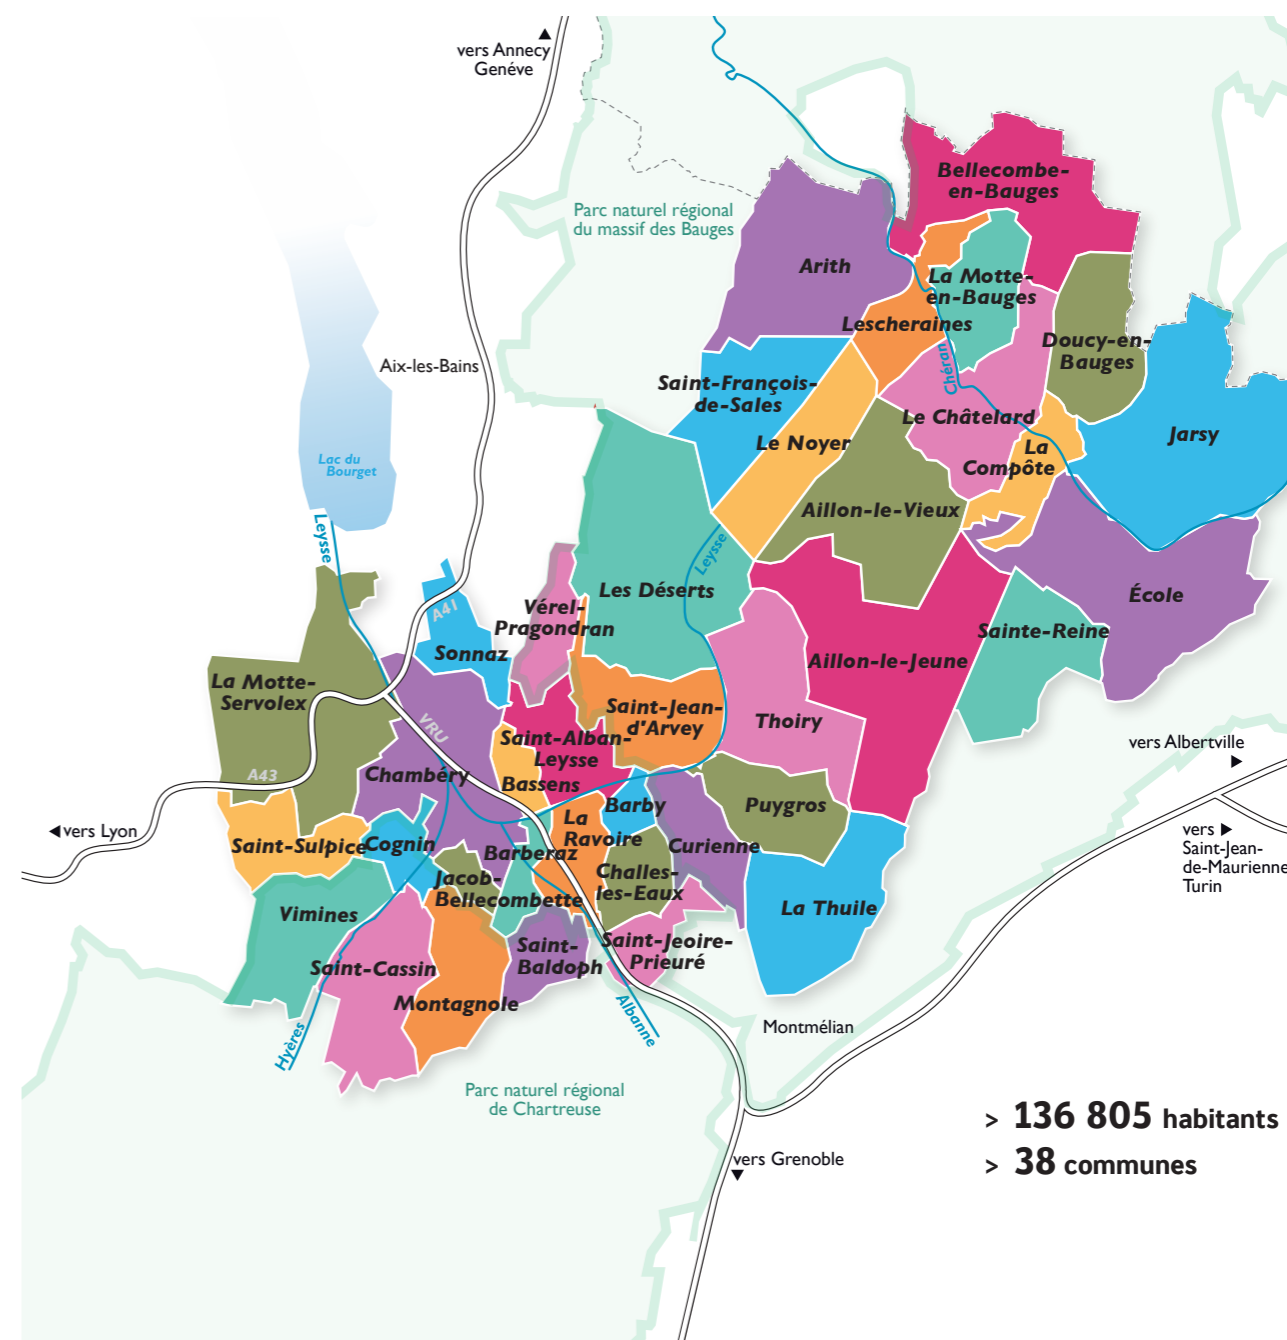 vers Annecy
Genéve
Bellecombe-
en-Bauges
Parc naturel régional
du massif des Bauges
Arith
La Motte-
en-Bauges
Lescheraines
Doucy-en-
Bauges
Chéran
Aix-les-Bains
Saint-François-
de-Sales
Le Châtelard
Jarsy
Le Noyer
La
Compôte
Lac du
Bourget
Aillon-le-Vieux
Leysse
Leysse
Les Déserts
École
A41
Vérel-
Pragondran
Sainte-Reine
Sonnaz
Aillon-le-Jeune
La Motte-
Servolex
Saint-Jean-
d'Arvey
Thoiry
VRU
Saint-Alban-
Leysse
vers Albertville
A43
Chambéry
Bassens
Barby
Puygros
vers Lyon
La
Ravoire
vers
Saint-Jean-
de-Maurienne
Turin
Saint-Sulpice
Cognin
Barberaz
Curienne
Jacob-
Bellecombette
Challes-
les-Eaux
Vimines
La Thuile
Saint-
Baldoph
Saint-Jeoire-
Prieuré
Saint-Cassin
Montagnole
Albanne
Hyères
Montmélian
Parc naturel régional
de Chartreuse
> 136 805 habitants
> 38 communes
vers Grenoble